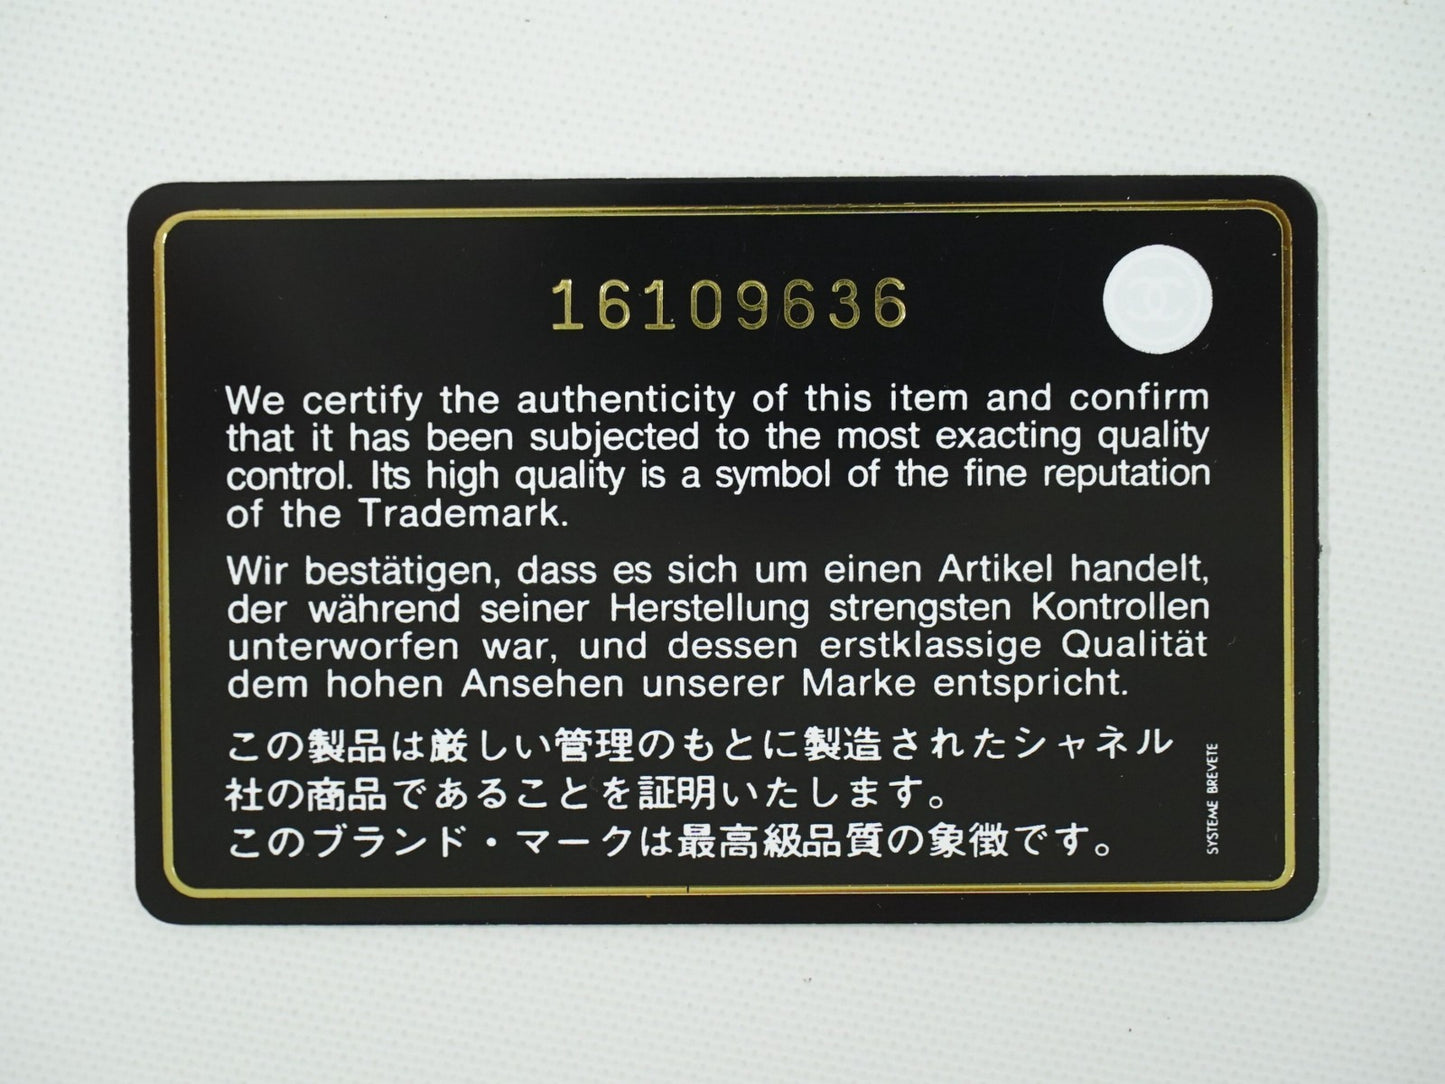 16109636
We certify the authenticity of this item and confirm
that it has been subjected to the most exacting quality
control. Its high quality is a symbol of the fine reputation
of the Trademark.
Wir bestätigen, dass es sich um einen Artikel handelt,
der während seiner Herstellung strengsten Kontrollen
unterworfen war, und dessen erstklassige Qualität
dem hohen Ansehen unserer Marke entspricht.
この製品は厳しい管理のもとに製造されたシャネル
社の商品であることを証明いたします。
このブランド・マークは最高級品質の象徴です。
SYSTEME BREVETE